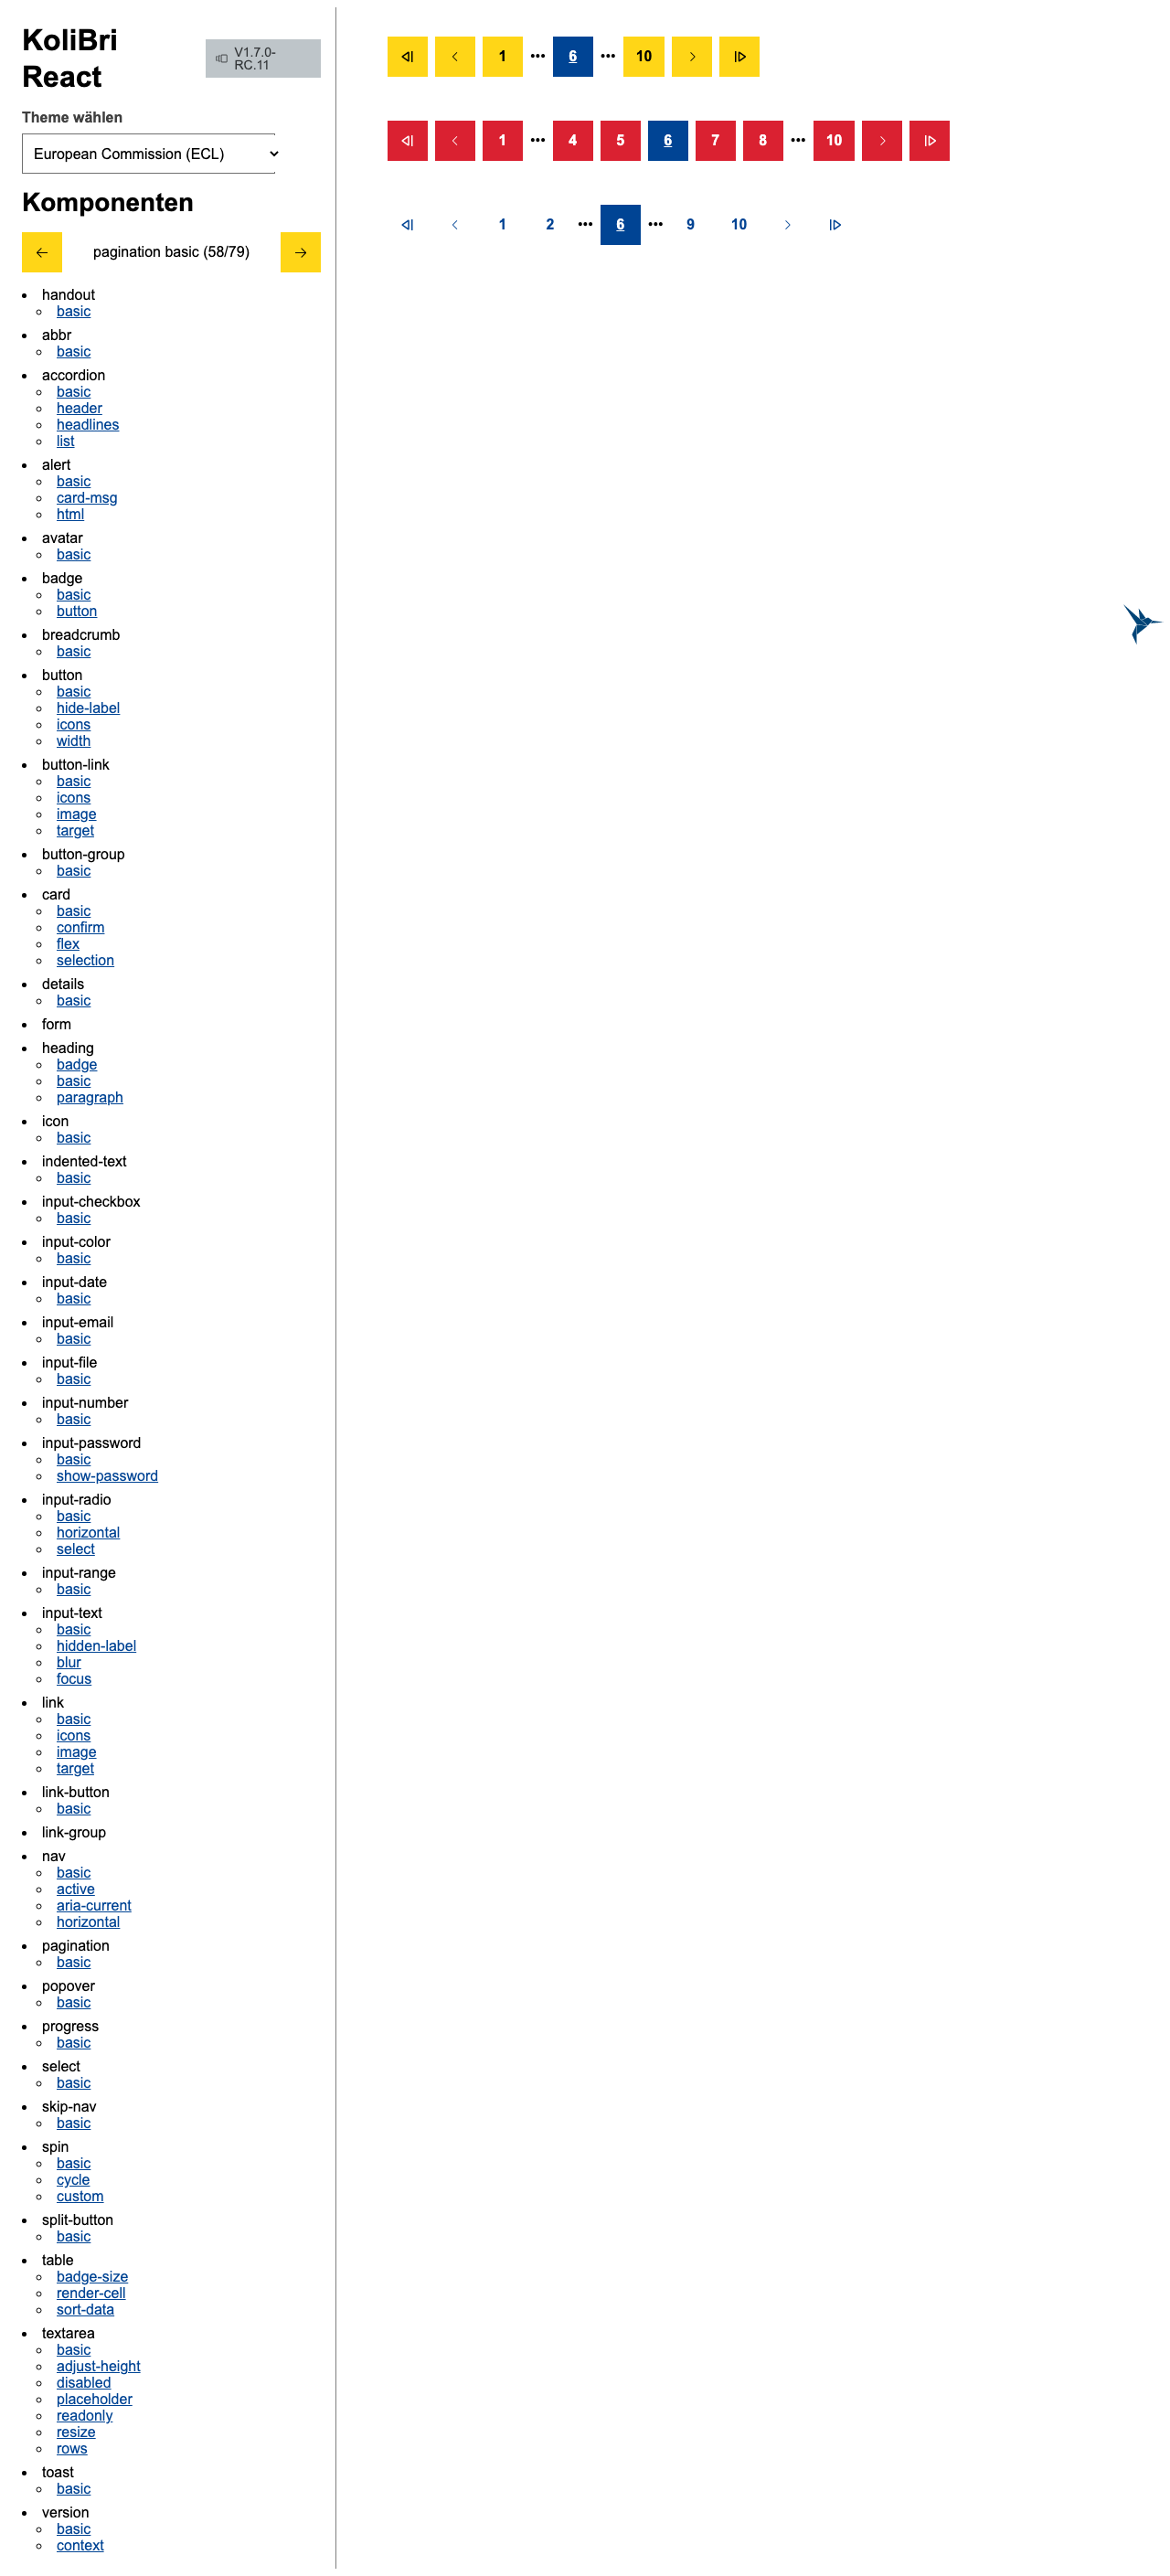 KoliBri
React
V1.7.0-
RC.11
Theme wählen
European Commission (ECL)
Komponenten
pagination basic (58/79)
handout
basic
abbr
basic
accordion
basic
header
headlines
list
alert
basic
card-msg
html
avatar
basic
badge
basic
button
breadcrumb
basic
button
basic
hide-label
icons
width
button-link
basic
icons
image
target
button-group
basic
card
basic
confirm
flex
selection
details
basic
form
heading
badge
basic
paragraph
icon
basic
indented-text
basic
input-checkbox
basic
input-color
basic
input-date
basic
input-email
basic
input-file
basic
input-number
basic
input-password
basic
show-password
input-radio
basic
horizontal
select
input-range
basic
input-text
basic
hidden-label
blur
focus
link
basic
icons
image
target
link-button
basic
link-group
nav
basic
active
aria-current
horizontal
pagination
basic
popover
basic
progress
basic
select
basic
skip-nav
basic
spin
basic
cycle
custom
split-button
basic
table
badge-size
render-cell
sort-data
textarea
basic
adjust-height
disabled
placeholder
readonly
resize
rows
toast
basic
version
basic
context
1 ••• 6 ••• 10
1 ••• 4 5 6 7 8 ••• 10
1 2 ••• 6 ••• 9 10